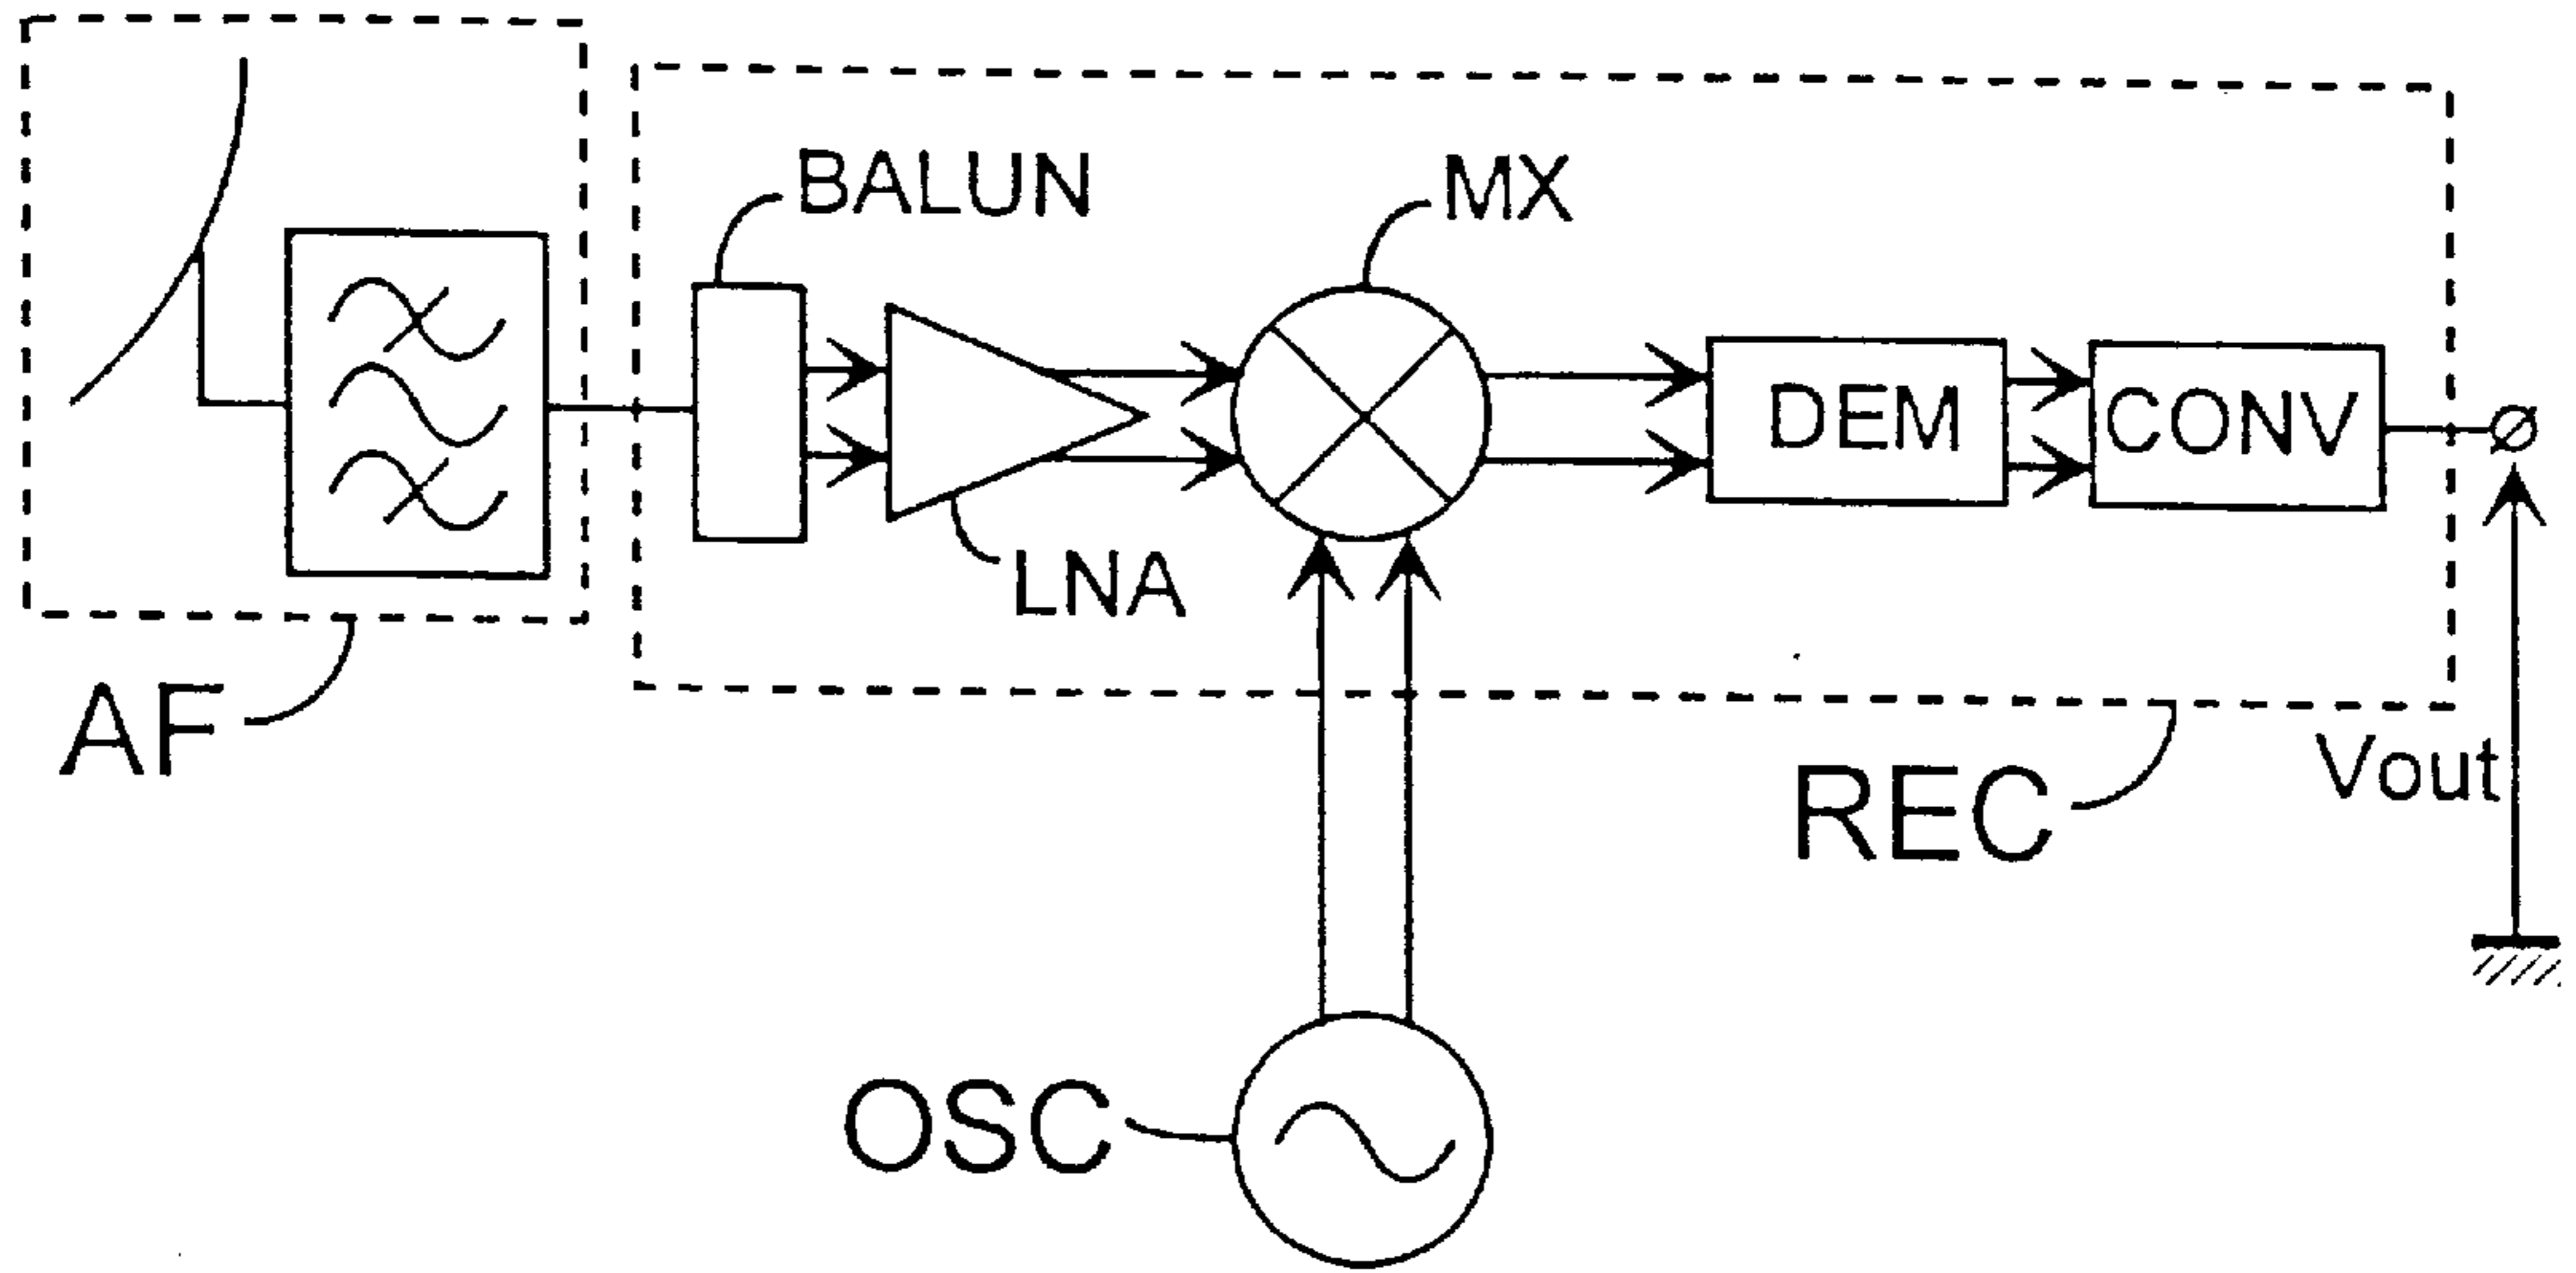 BALUN
MX
DEM
CONV
LNA
AF
REC
Vout
OSC